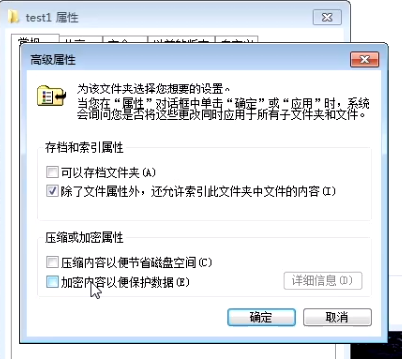 test1 属性
高级属性
为该文件夹选择您想要的设置。
当您在“属性”对话框中单击“确定”或“应用”时，系统
会询问您是否将这些更改同时应用于所有子文件夹和文件。
存档和索引属性
可以存档文件夹(A)
除了文件属性外，还允许索引此文件夹中文件的内容(I)
压缩或加密属性
压缩内容以便节省磁盘空间(C)
加密内容以便保护数据(E)
详细信息(D)
确定
取消